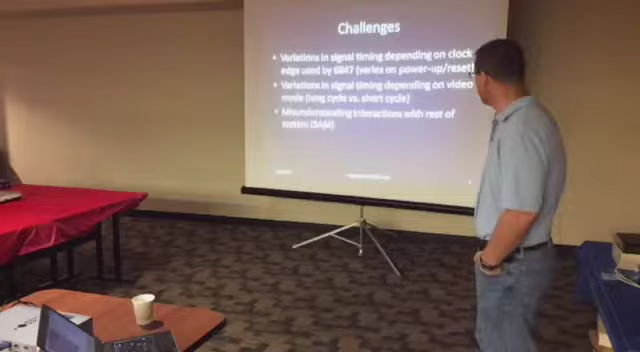 Challenges
• Variations in signal timing depending on clock
edge used by 6847 (varies on power-up/reset)
• Variations in signal timing depending on video
mode (long cycle vs. short cycle)
• Misunderstanding interactions with rest of
system (SAM)